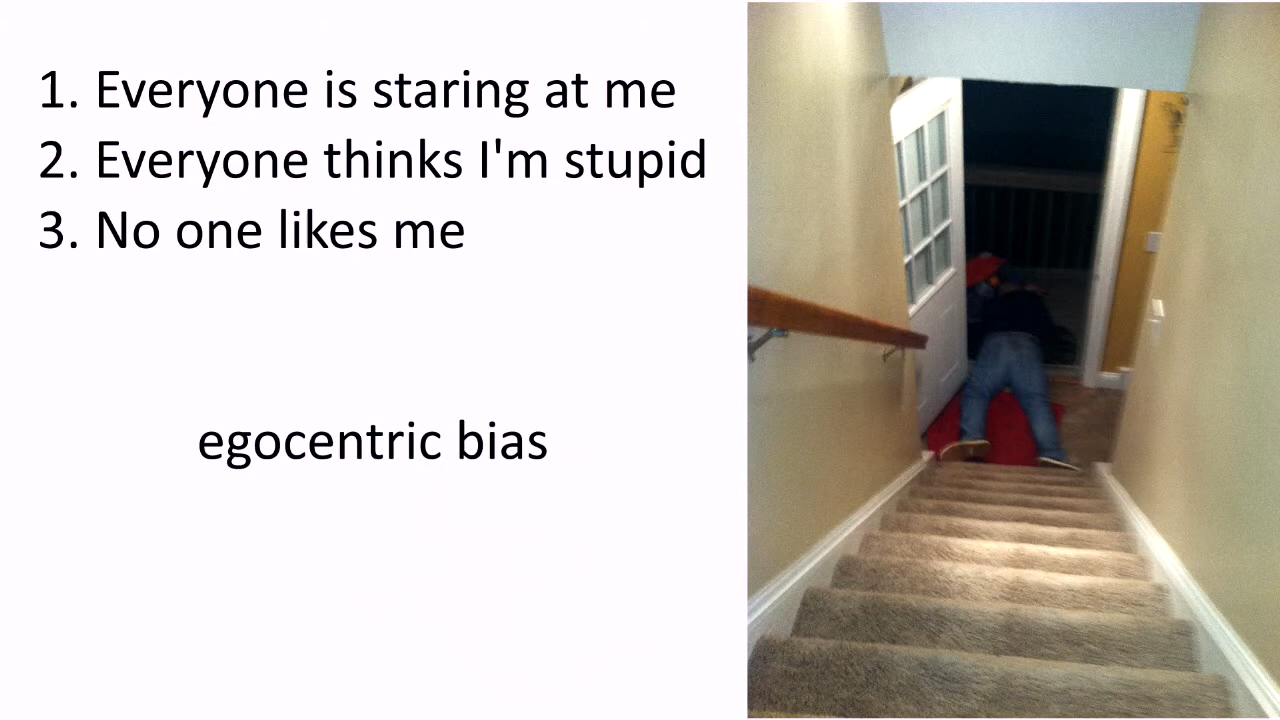 1. Everyone is staring at me
2. Everyone thinks I'm stupid
3. No one likes me
egocentric bias